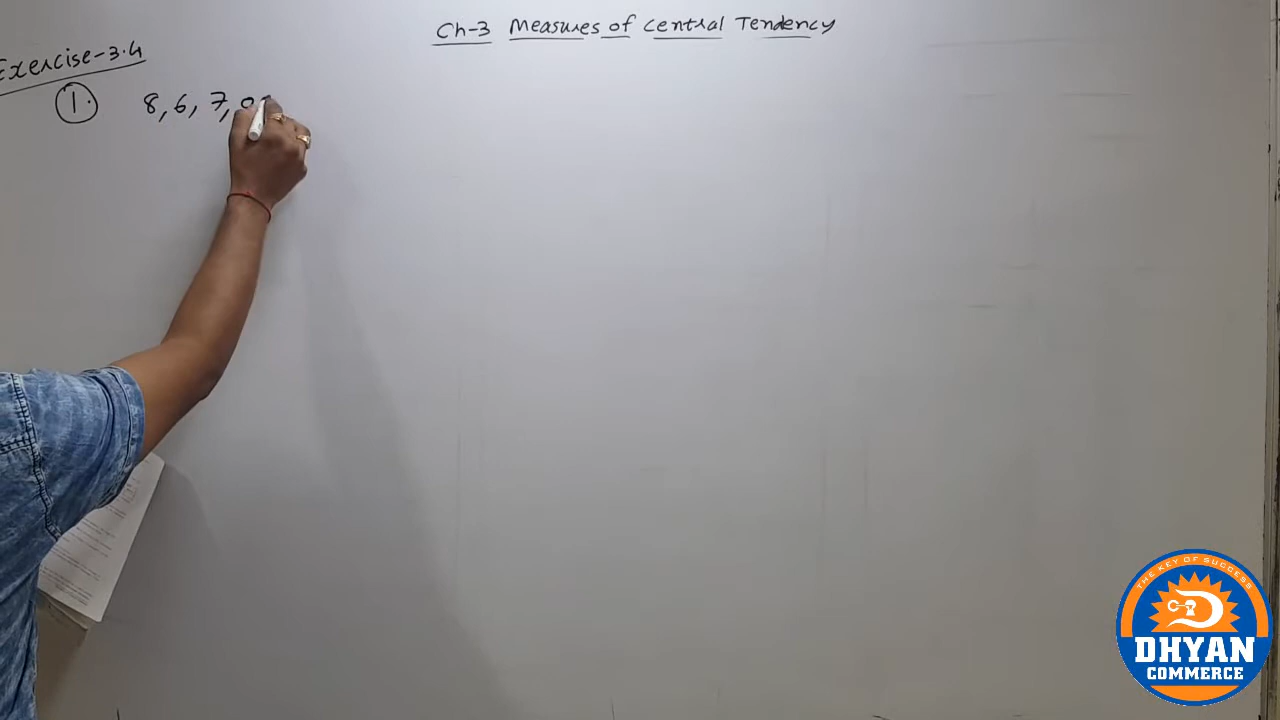 Ch-3 Measures of Central Tendency
Exercise-3.4
1. 8, 6, 7,
THE KEY OF SUCCESS
DHYAN
COMMERCE